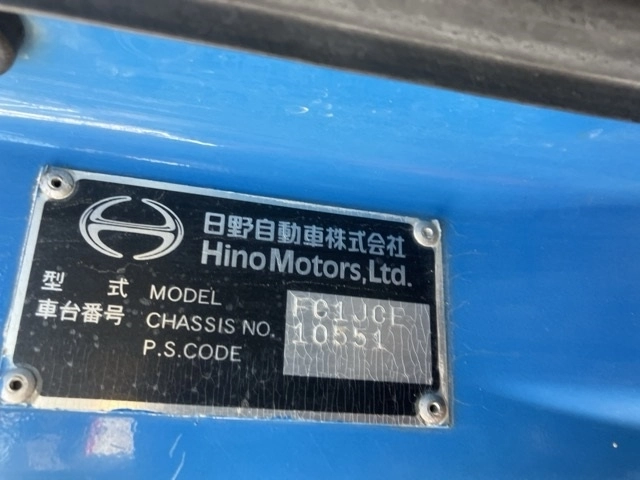 日野自動車株式会社
Hino Motors, Ltd.
型 式 MODEL FC1JCE
車台番号 CHASSIS NO. 10551
P.S.CODE